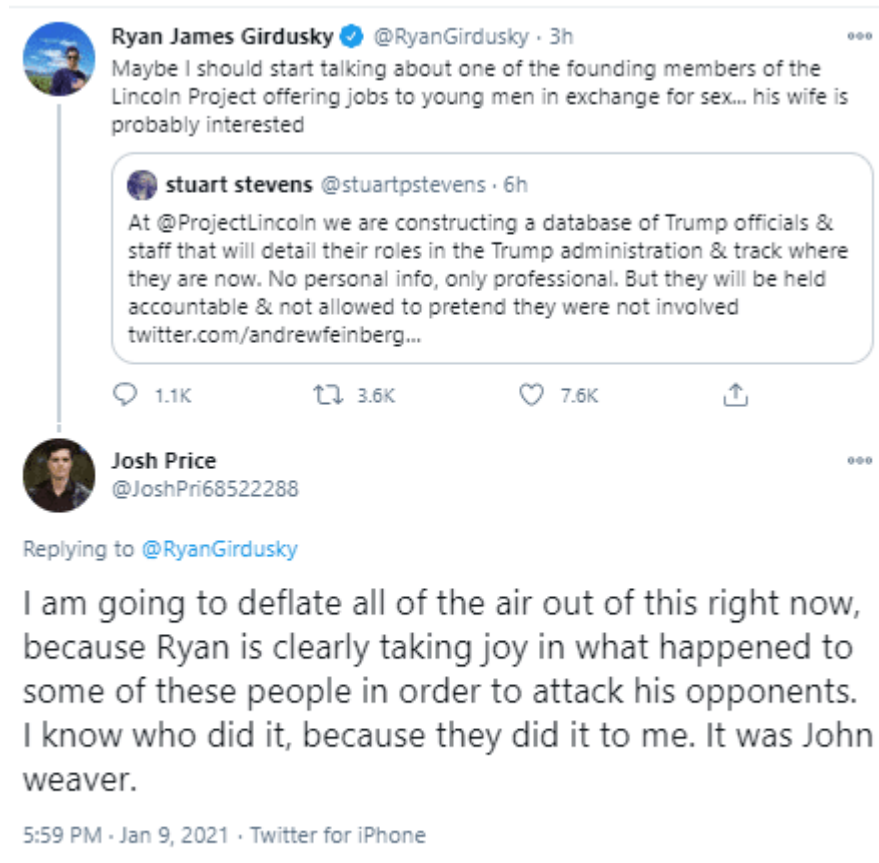 Ryan James Girdusky @RyanGirdusky · 3h
Maybe I should start talking about one of the founding members of the
Lincoln Project offering jobs to young men in exchange for sex... his wife is
probably interested
stuart stevens @stuartpstevens · 6h
At @ProjectLincoln we are constructing a database of Trump officials &
staff that will detail their roles in the Trump administration & track where
they are now. No personal info, only professional. But they will be held
accountable & not allowed to pretend they were not involved
twitter.com/andrewfeinberg...
1.1K 3.6K 7.6K
Josh Price
@JoshPri68522288
Replying to @RyanGirdusky
I am going to deflate all of the air out of this right now,
because Ryan is clearly taking joy in what happened to
some of these people in order to attack his opponents.
I know who did it, because they did it to me. It was John
weaver.
5:59 PM · Jan 9, 2021 · Twitter for iPhone